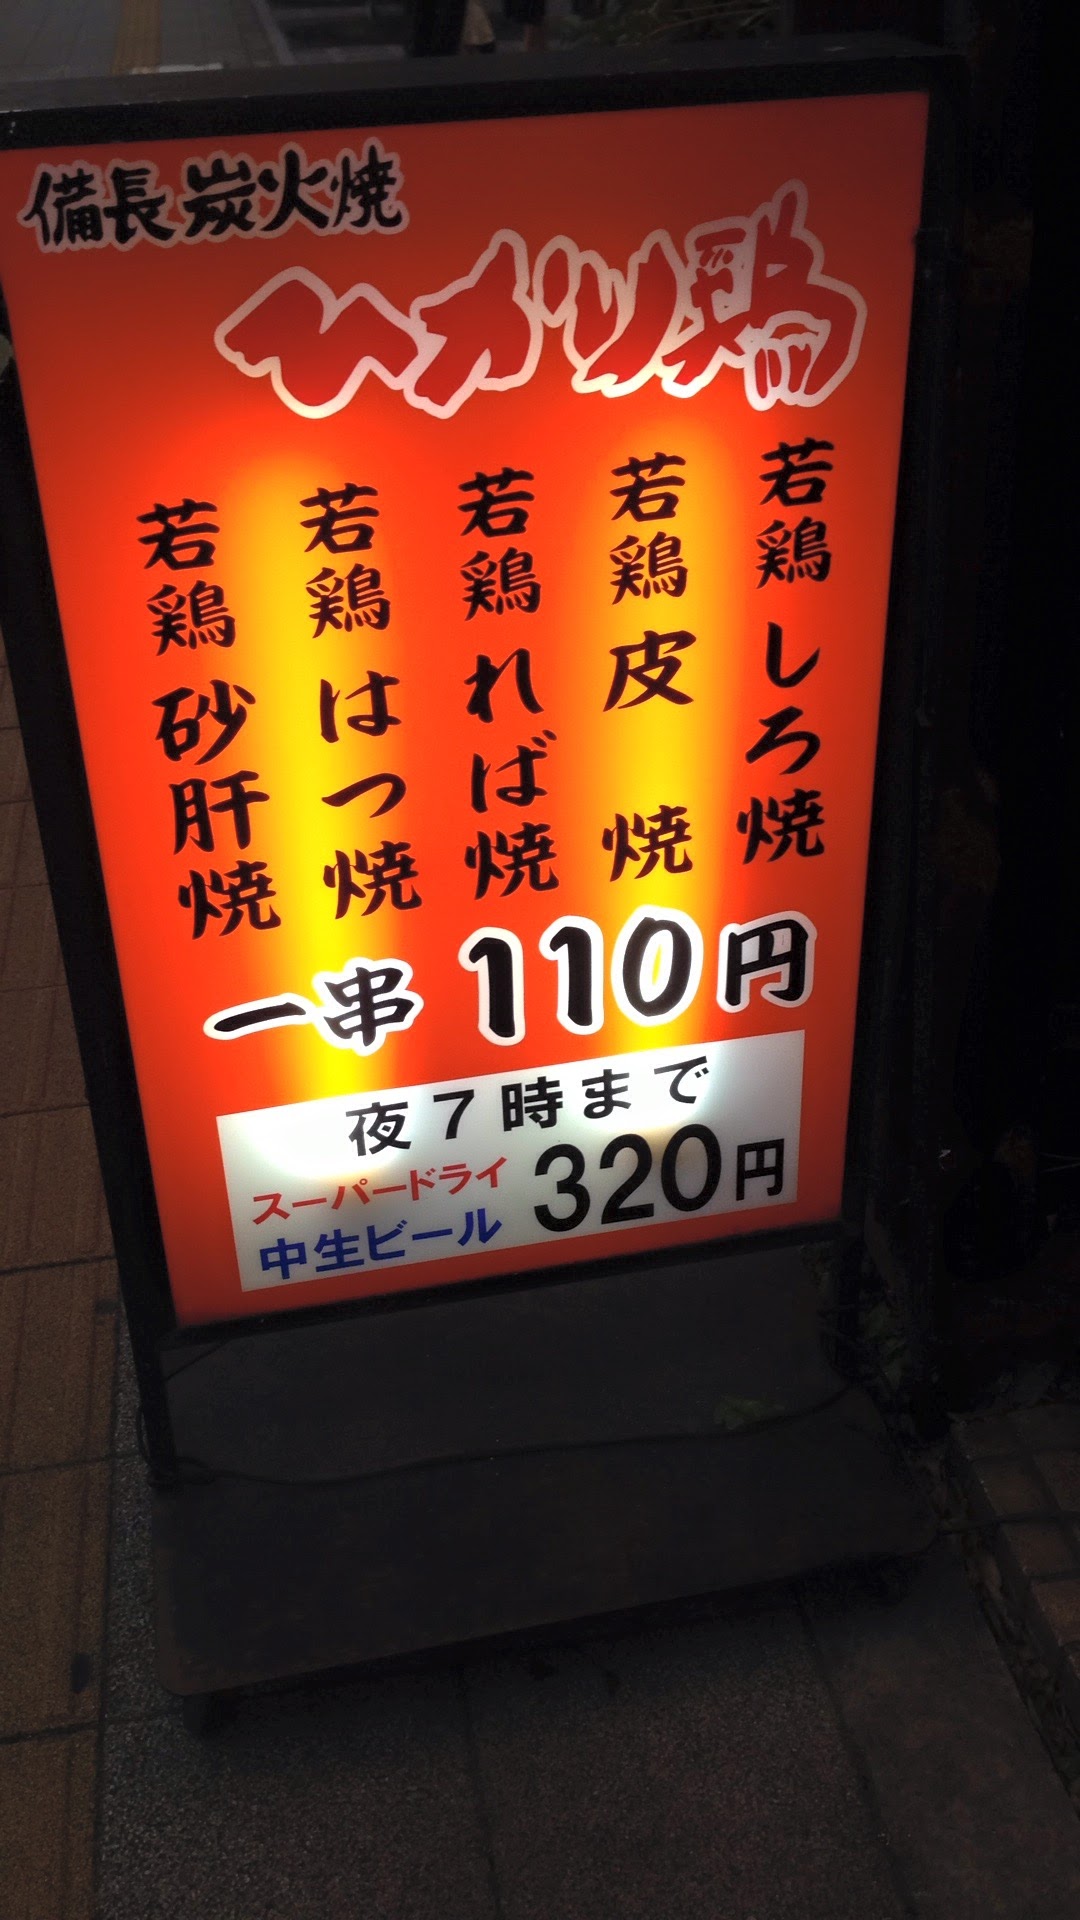 備長炭火焼
ひかり鶏
若鶏しろ焼
若鶏皮焼
若鶏ればば焼
若鶏はつ焼
若鶏砂肝焼
一串110円
夜7時まで
スーパードライ
中生ビール
320円